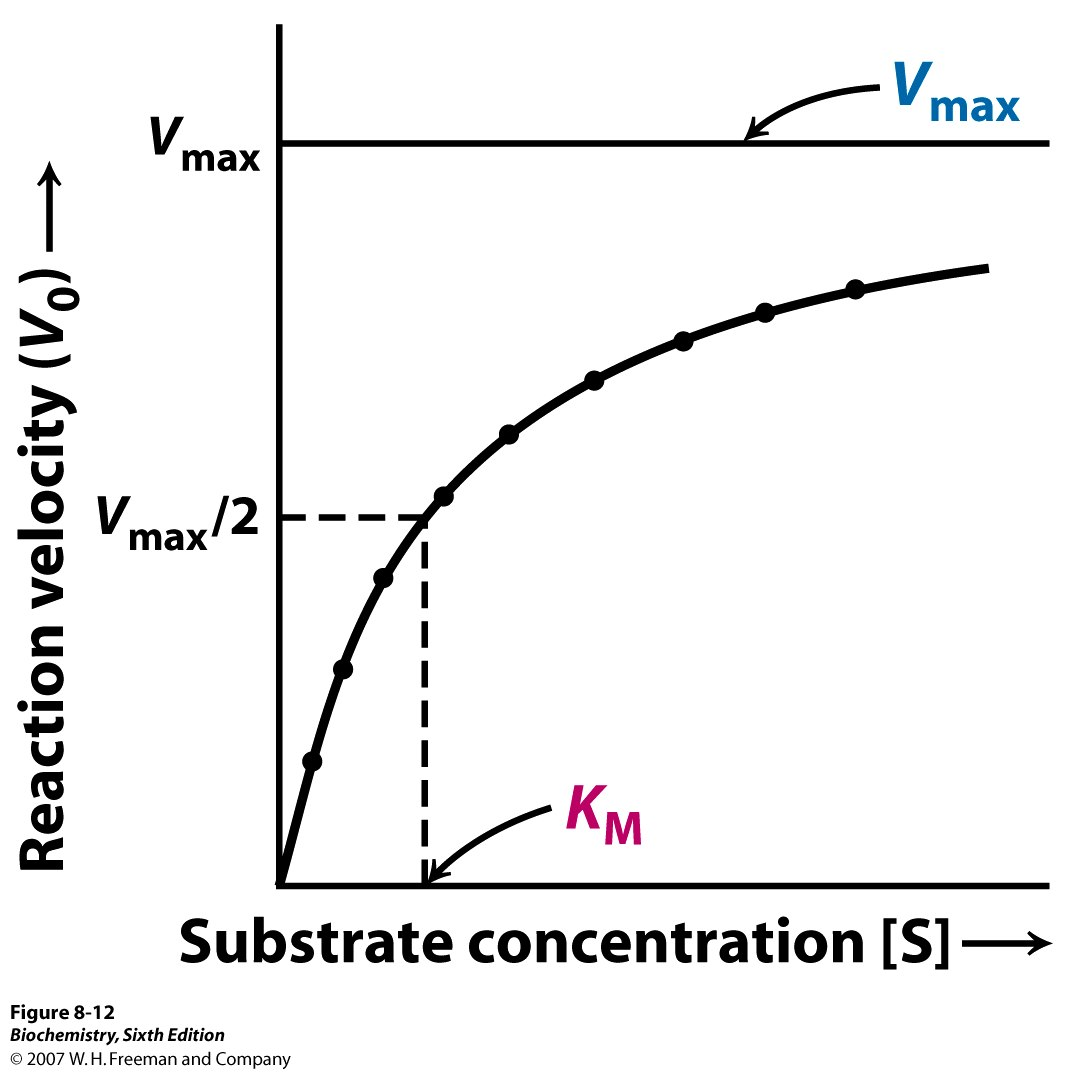 Vmax
Vmax
Reaction velocity (V0)
Vmax/2
KM
Substrate concentration [S]
Figure 8-12
Biochemistry, Sixth Edition
© 2007 W. H. Freeman and Company